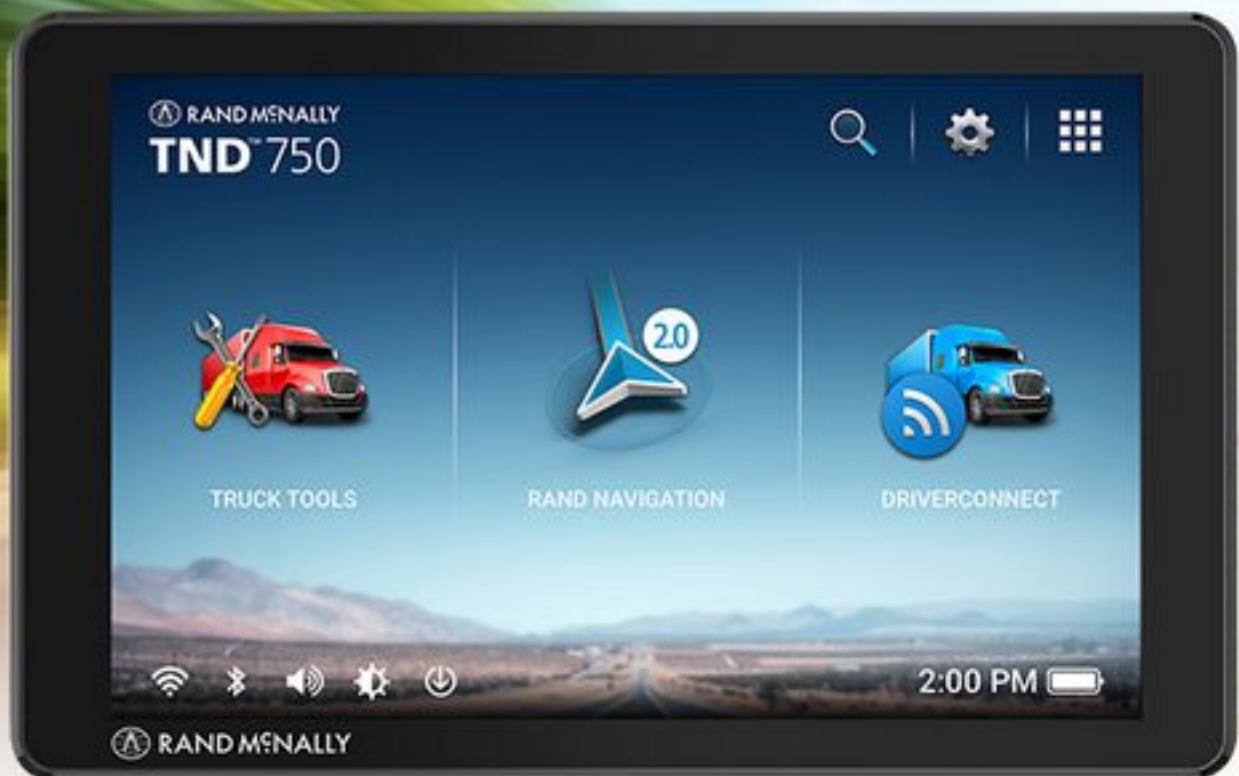 RAND MCNALLY
TND™ 750
2.0
TRUCK TOOLS
RAND NAVIGATION
DRIVERCONNECT
2:00 PM
RAND MCNALLY